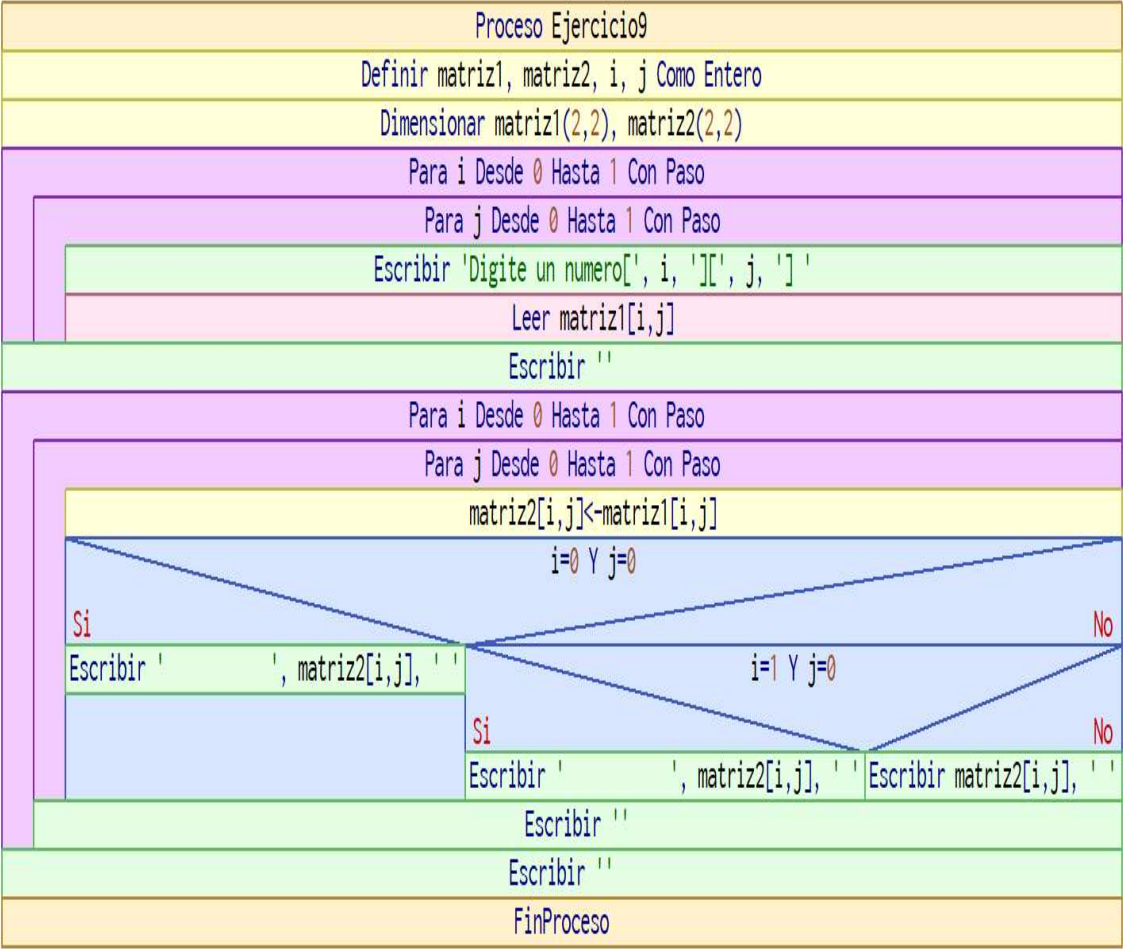 Proceso Ejercicio9
Definir matriz1, matriz2, i, j Como Entero
Dimensionar matriz1(2,2), matriz2(2,2)
Para i Desde 0 Hasta 1 Con Paso
Para j Desde 0 Hasta 1 Con Paso
Escribir 'Digite un numero[', i, '][', j, '] '
Leer matriz1[i,j]
Escribir ''
Para i Desde 0 Hasta 1 Con Paso
Para j Desde 0 Hasta 1 Con Paso
matriz2[i,j]<-matriz1[i,j]
i=0 Y j=0
Si No
Escribir '          ', matriz2[i,j], ' '
i=1 Y j=0
Si No
Escribir '          ', matriz2[i,j], ' ' Escribir matriz2[i,j], ' '
Escribir ''
Escribir ''
FinProceso